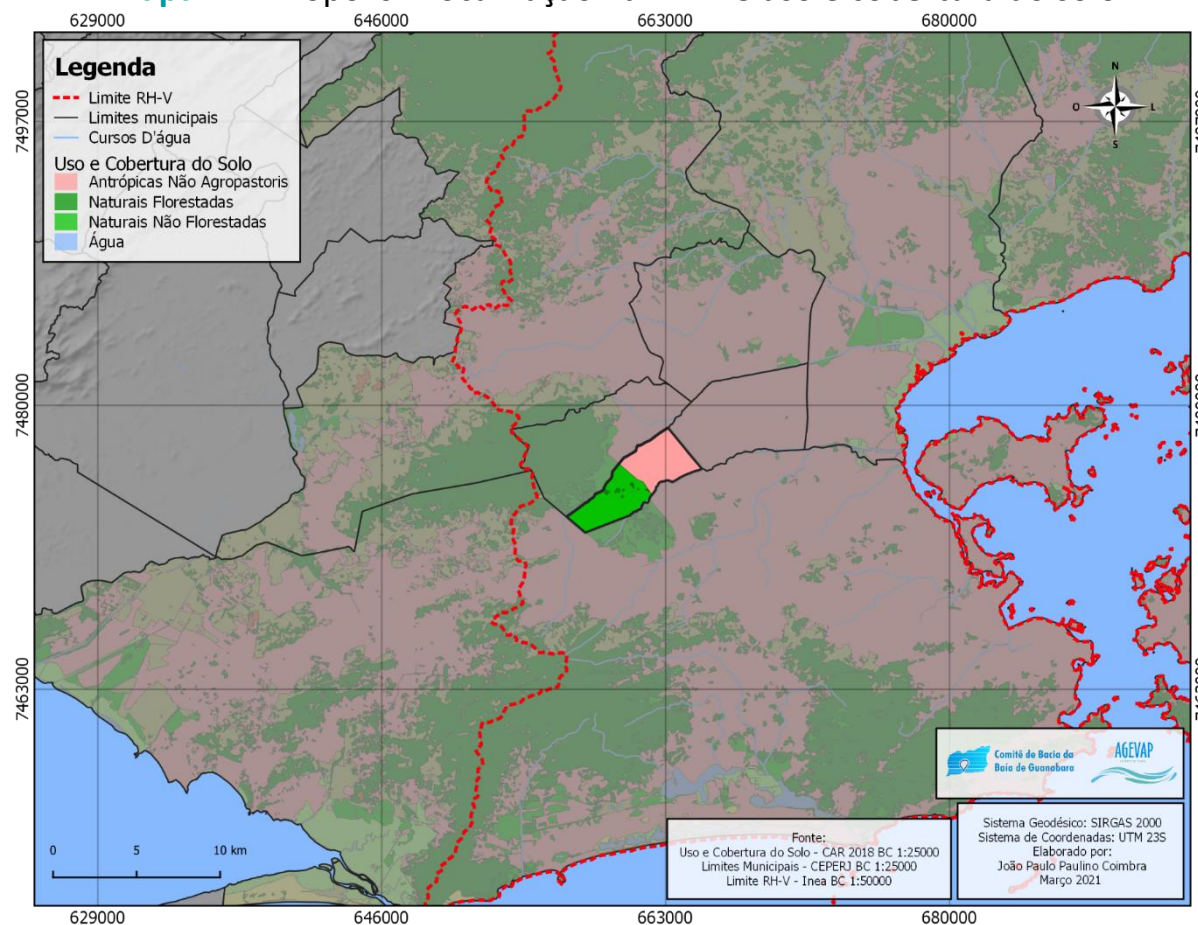 629000
646000
663000
680000
Legenda
Limite RH-V
Limites municipais
Cursos D'água
Uso e Cobertura do Solo
Antrópicas Não Agropastoris
Naturais Florestadas
Naturais Não Florestadas
Água
N
O
L
S
7497000
7480000
7463000
0 5 10 km
Comitê de Bacia da
Baía de Guanabara
AGEVAP
Fonte:
Uso e Cobertura do Solo - CAR 2018 BC 1:25000
Limites Municipais - CEPERJ BC 1:25000
Limite RH-V - Inea BC 1:50000
Sistema Geodésico: SIRGAS 2000
Sistema de Coordenadas: UTM 23S
Elaborado por:
João Paulo Paulino Coimbra
Março 2021
629000
646000
663000
680000